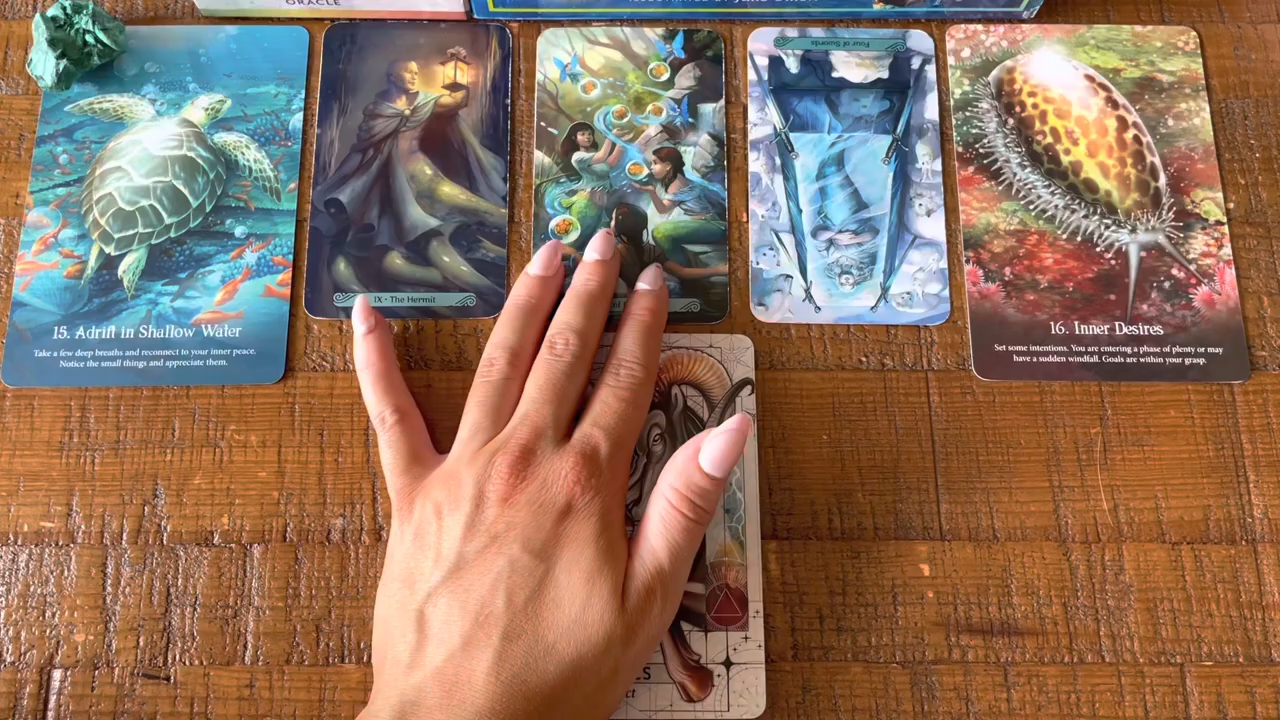 ORACLE
Four of Swords
IX • The Hermit
15. Adrift in Shallow Water
Take a few deep breaths and reconnect to your inner peace.
Notice the small things and appreciate them.
16. Inner Desires
Set some intentions. You are entering a phase of plenty or may
have a sudden windfall. Goals are within your grasp.